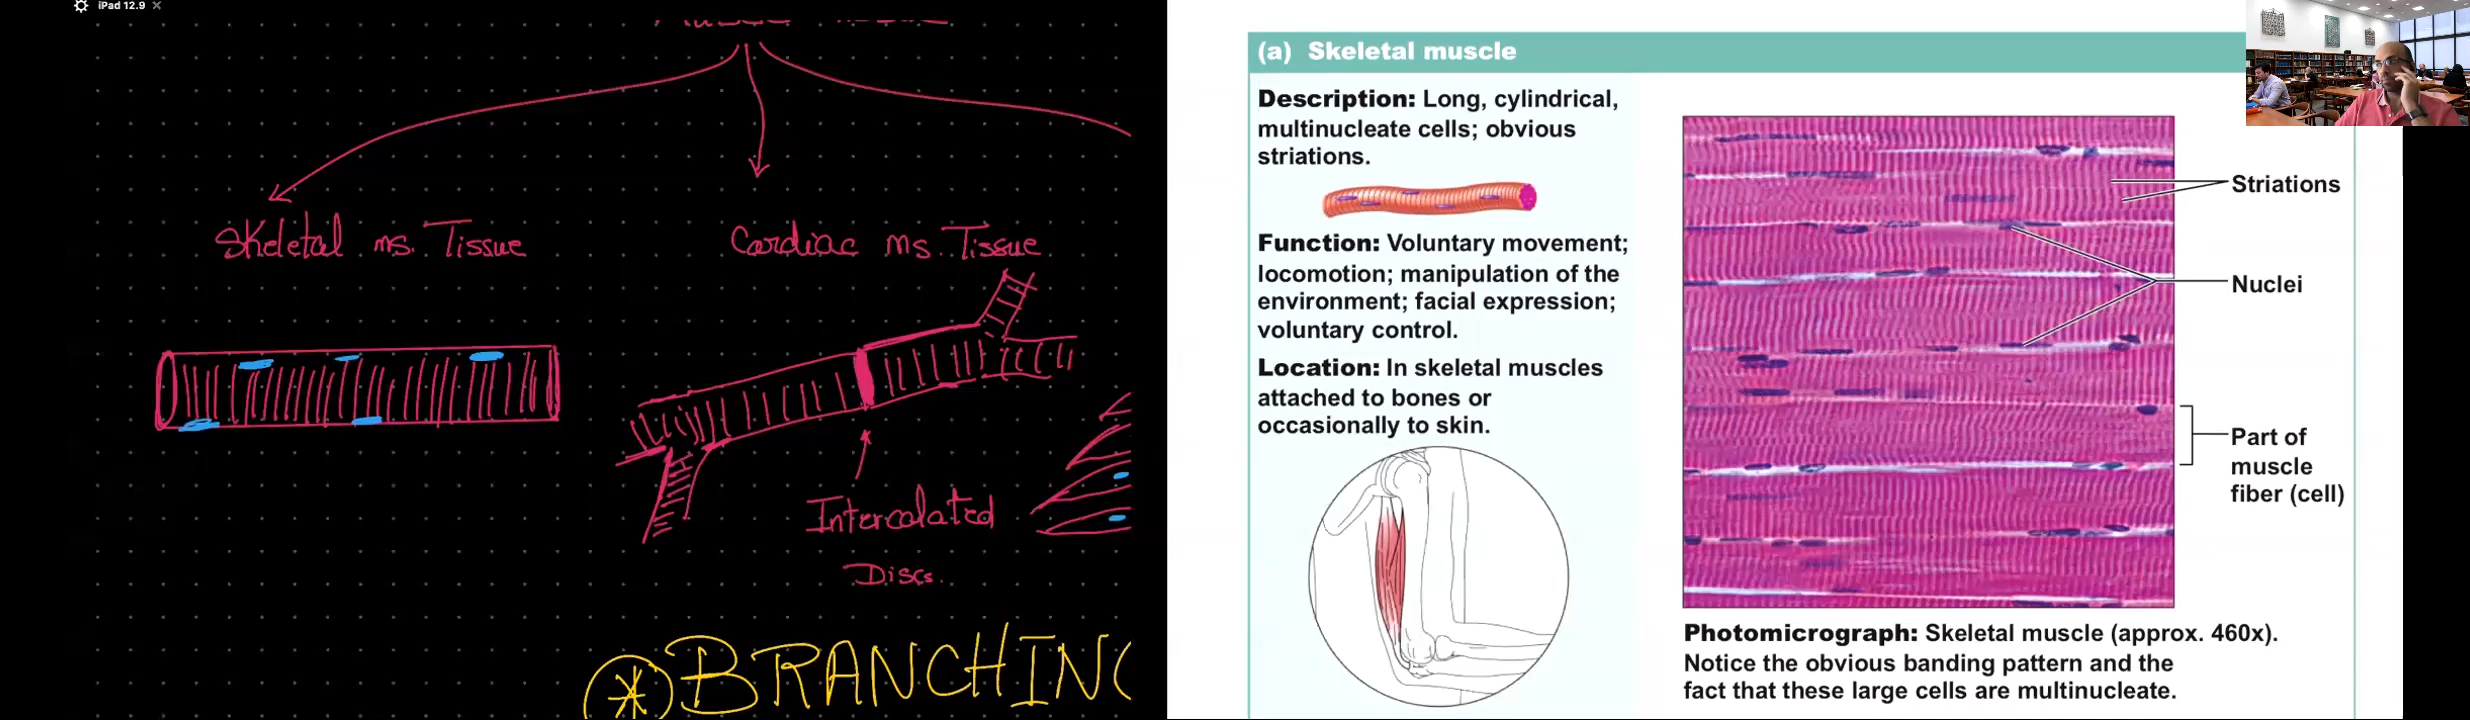 iPad 12.9
Skeletal ms. Tissue
Cardiac ms. Tissue
Intercalated
Discs.
BRANCHING
(a) Skeletal muscle
Description: Long, cylindrical,
multinucleate cells; obvious
striations.
Function: Voluntary movement;
locomotion; manipulation of the
environment; facial expression;
voluntary control.
Location: In skeletal muscles
attached to bones or
occasionally to skin.
Striations
Nuclei
Part of
muscle
fiber (cell)
Photomicrograph: Skeletal muscle (approx. 460x).
Notice the obvious banding pattern and the
fact that these large cells are multinucleate.